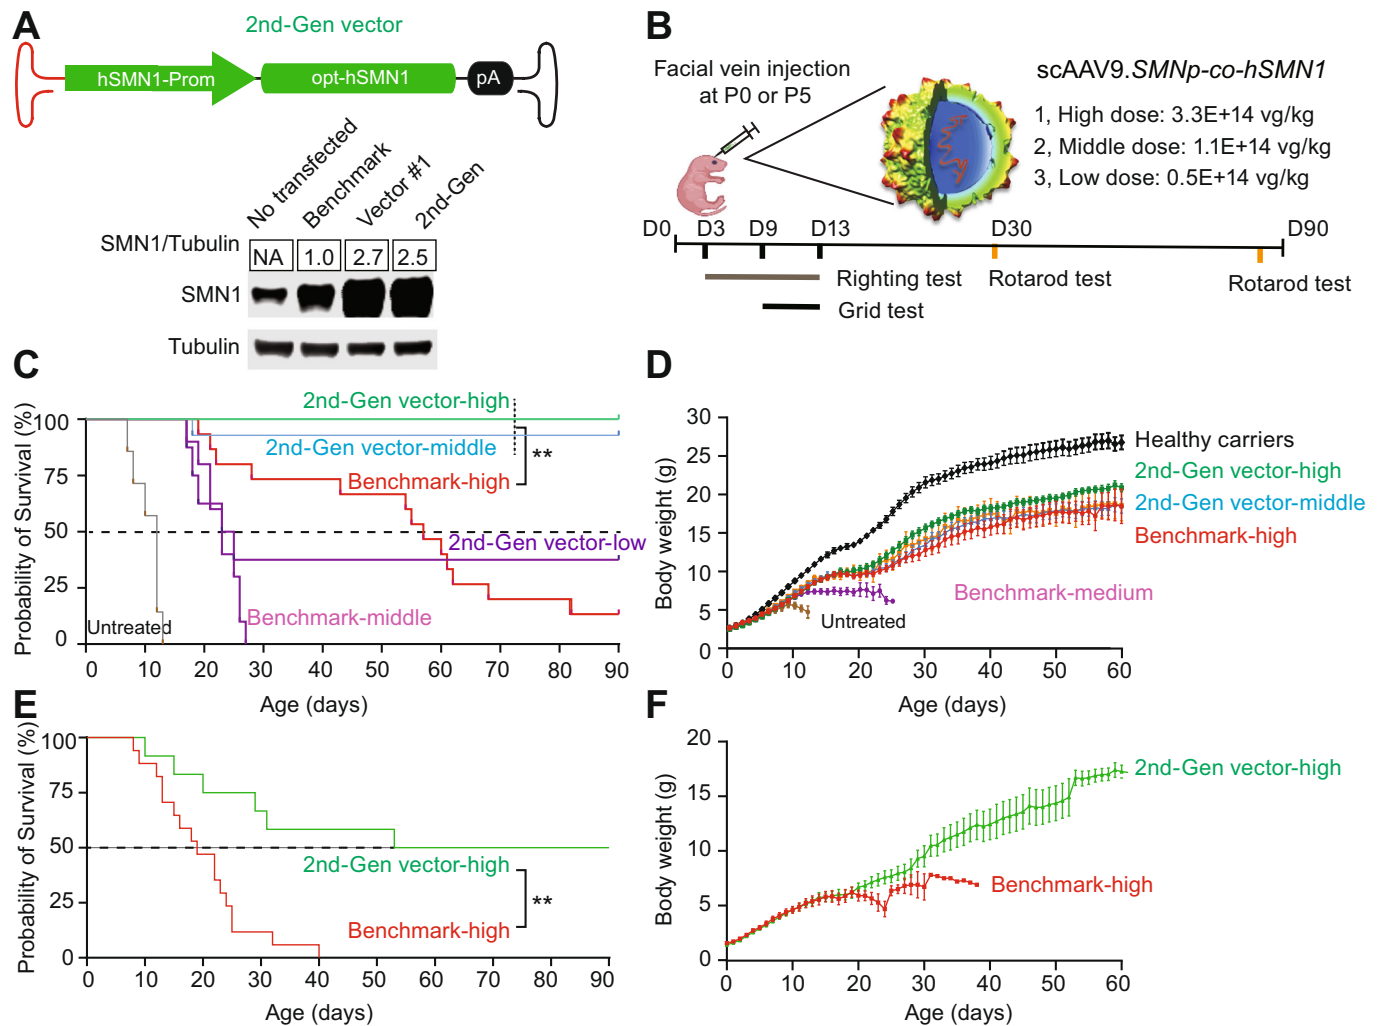 A
2nd-Gen vector
hSMN1-Prom
opt-hSMN1
pA
No transfected
Benchmark
Vector #1
2nd-Gen
SMN1/Tubulin
NA
1.0
2.7
2.5
SMN1
Tubulin
B
Facial vein injection
at P0 or P5
scAAV9.SMNp-co-hSMN1
1, High dose: 3.3E+14 vg/kg
2, Middle dose: 1.1E+14 vg/kg
3, Low dose: 0.5E+14 vg/kg
D0
D3
D9
D13
D30
D90
Righting test
Rotarod test
Rotarod test
Grid test
C
Probability of Survival (%)
100
75
50
25
0
2nd-Gen vector-high
2nd-Gen vector-middle
**
Benchmark-high
2nd-Gen vector-low
Benchmark-middle
Untreated
0 10 20 30 40 50 60 70 80 90
Age (days)
D
Body weight (g)
30
25
20
15
10
5
0
Healthy carriers
2nd-Gen vector-high
2nd-Gen vector-middle
Benchmark-high
Benchmark-medium
Untreated
0 10 20 30 40 50 60
Age (days)
E
Probability of Survival (%)
100
75
50
25
0
2nd-Gen vector-high
**
Benchmark-high
0 10 20 30 40 50 60 70 80 90
Age (days)
F
Body weight (g)
20
15
10
5
0
2nd-Gen vector-high
Benchmark-high
0 10 20 30 40 50 60
Age (days)